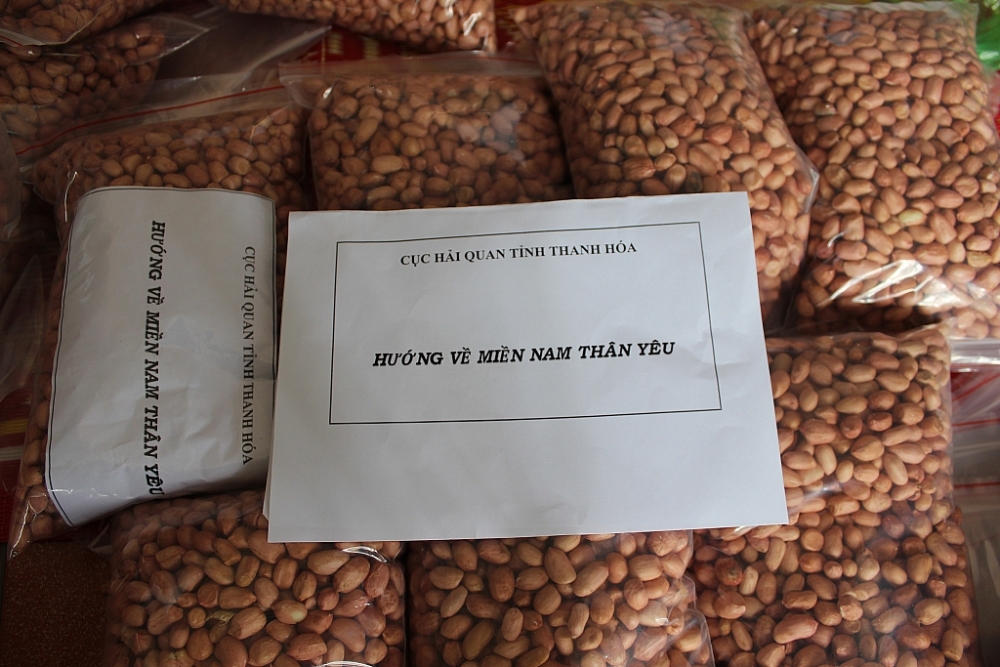 CỤC HẢI QUAN TỈNH THANH HÓA
HƯỚNG VỀ MIỀN NAM THÂN YÊU
CỤC HẢI QUAN TỈNH THANH HÓA
HƯỚNG VỀ MIỀN NAM THÂN YÊU